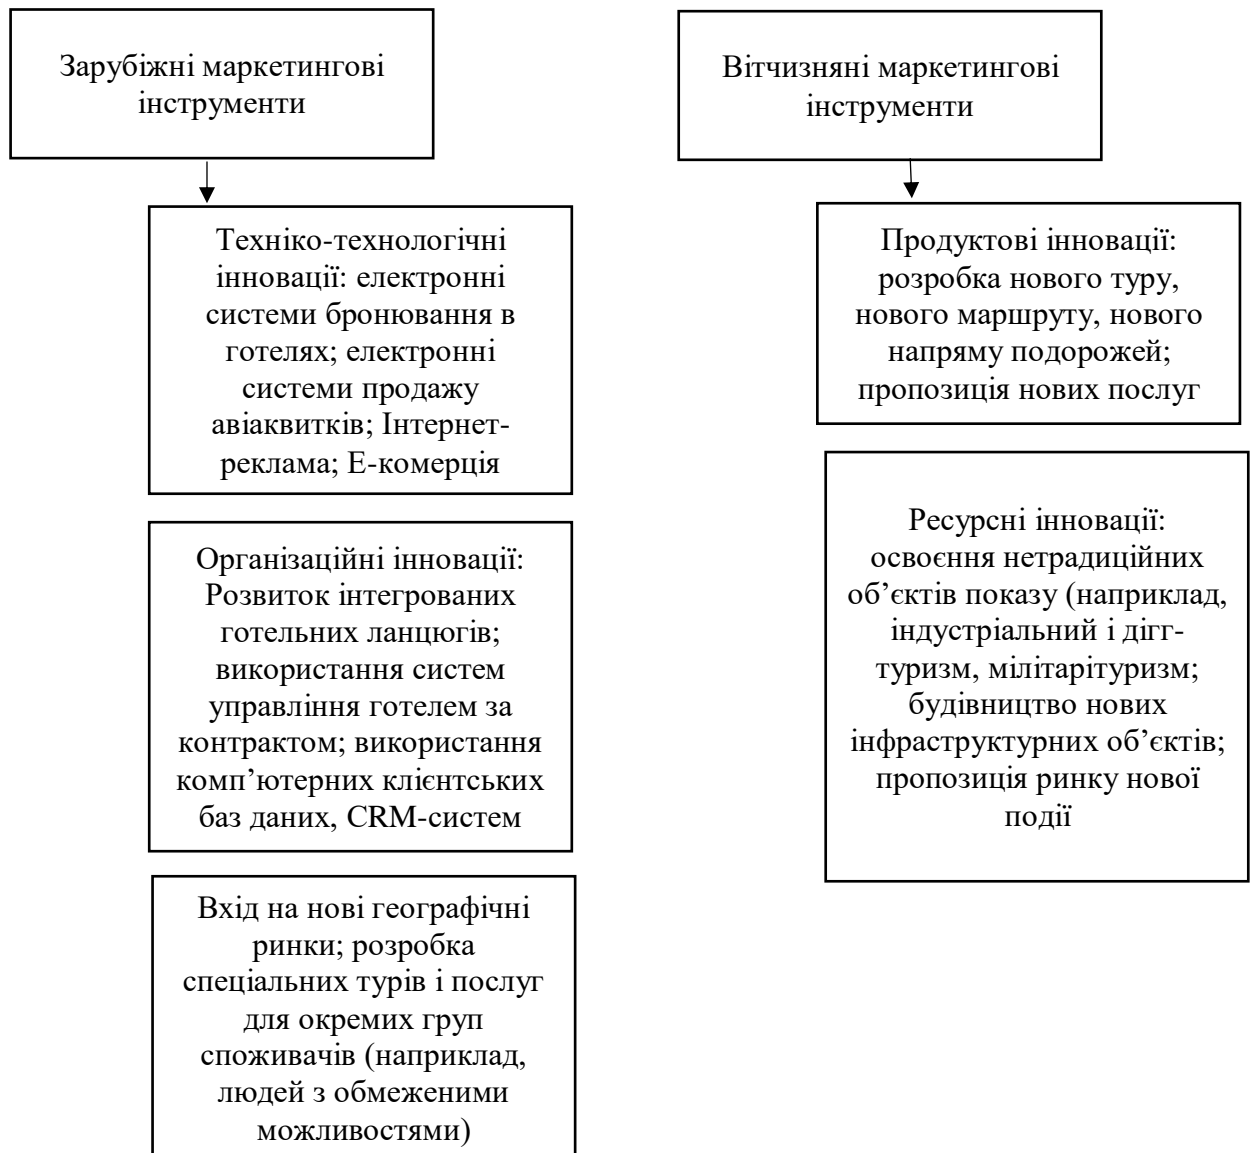 Зарубіжні маркетингові
інструменти
Техніко-технологічні
інновації: електронні
системи бронювання в
готелях; електронні
системи продажу
авіаквитків; Інтернет-
реклама; Е-комерція
Організаційні інновації:
Розвиток інтегрованих
готельних ланцюгів;
використання систем
управління готелем за
контрактом; використання
комп’ютерних клієнтських
баз даних, CRM-систем
Вхід на нові географічні
ринки; розробка
спеціальних турів і послуг
для окремих груп
споживачів (наприклад,
людей з обмеженими
можливостями)
Вітчизняні маркетингові
інструменти
Продуктові інновації:
розробка нового туру,
нового маршруту, нового
напряму подорожей;
пропозиція нових послуг
Ресурсні інновації:
освоєння нетрадиційних
об’єктів показу (наприклад,
індустріальний і дігг-
туризм, мілітарітуризм;
будівництво нових
інфраструктурних об’єктів;
пропозиція ринку нової
події